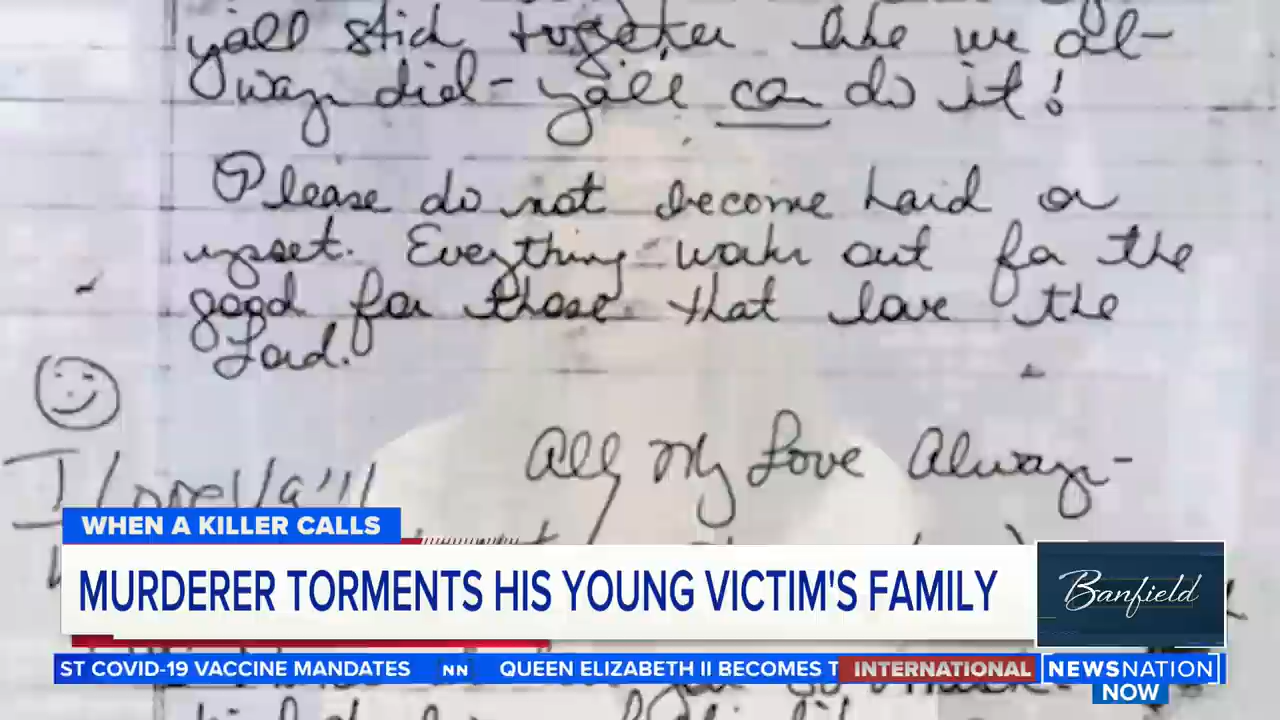 yall stick together like we al-
ways did - yall can do it!
Please do not become hard or
upset. Everything works out for the
good for those that love the
Lord.
All My Love Always-
I love Ya'll
WHEN A KILLER CALLS
MURDERER TORMENTS HIS YOUNG VICTIM'S FAMILY
Banfield
ST COVID-19 VACCINE MANDATES NN QUEEN ELIZABETH II BECOMES T INTERNATIONAL NEWSNATION
NOW